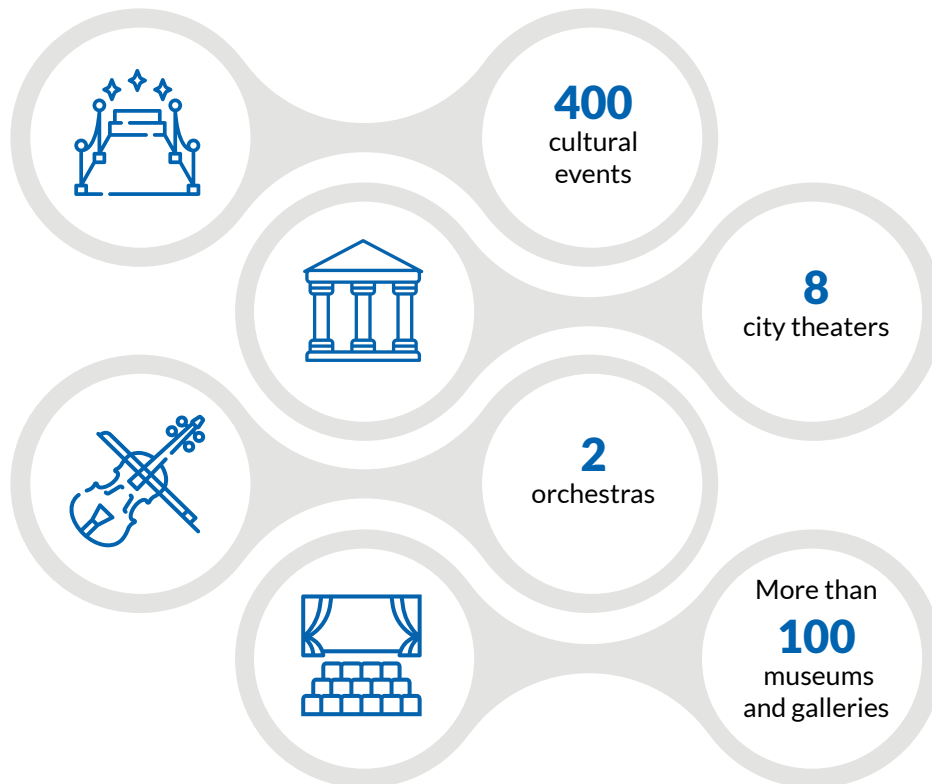 400
cultural
events
8
city theaters
2
orchestras
More than
100
museums
and galleries